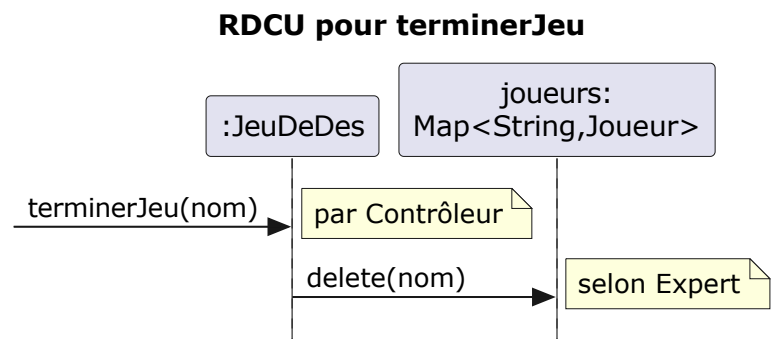 RDCU pour terminerJeu
:JeuDeDes
joueurs:
Map<String,Joueur>
terminerJeu(nom)
par Contrôleur
delete(nom)
selon Expert